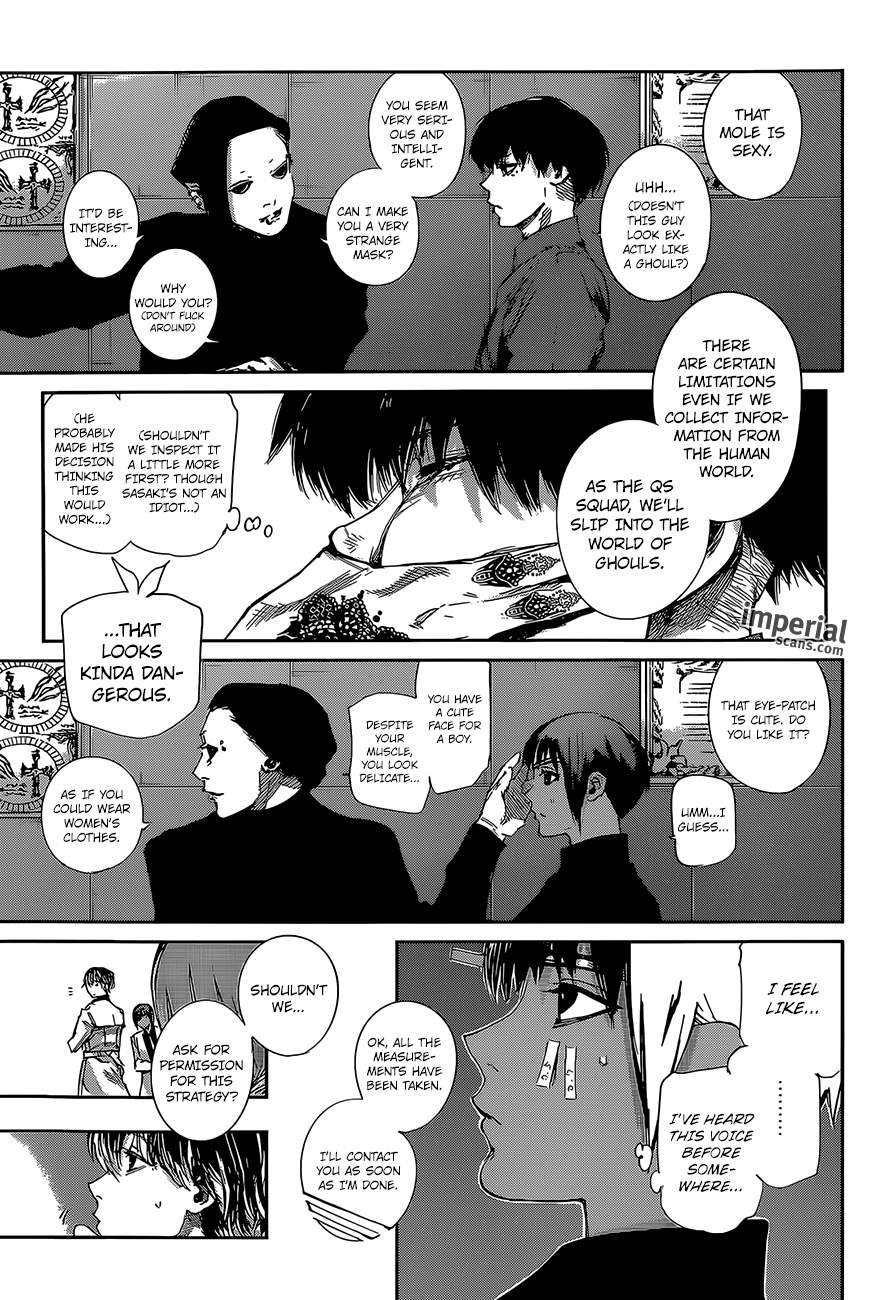 THAT
MOLE IS
SEXY.
UHH...
(DOESN'T
THIS GUY
LOOK EX-
ACTLY LIKE
A GHOUL?)
YOU SEEM
VERY SERI-
OUS AND
INTELLI-
GENT.
CAN I MAKE
YOU A VERY
STRANGE
MASK?
IT'D BE
INTEREST-
ING...
WHY
WOULD YOU?
(DON'T FUCK
AROUND)
THERE
ARE CERTAIN
LIMITATIONS
EVEN IF WE
COLLECT INFOR-
MATION FROM
THE HUMAN
WORLD.
AS THE QS
SQUAD, WE'LL
SLIP INTO THE
WORLD OF
GHOULS.
(SHOULDN'T
WE INSPECT IT
A LITTLE MORE
FIRST? THOUGH
SASAKI'S NOT AN
IDIOT...)
(HE
PROBABLY
MADE HIS
DECISION
THINKING
THIS
WOULD
WORK...)
...THAT
LOOKS
KINDA DAN-
GEROUS.
imperial
scans.com
THAT EYE-PATCH
IS CUTE. DO
YOU LIKE IT?
UMM...I
GUESS...
YOU HAVE
A CUTE
FACE FOR
A BOY.
DESPITE
YOUR
MUSCLE,
YOU LOOK
DELICATE...
AS IF YOU
COULD WEAR
WOMEN'S
CLOTHES.
I FEEL
LIKE...
.........
I'VE HEARD
THIS VOICE
BEFORE
SOME-
WHERE...
0.5
0.7
OK, ALL THE
MEASURE-
MENTS HAVE
BEEN TAKEN.
I'LL CONTACT
YOU AS SOON
AS I'M DONE.
SHOULDN'T
WE...
ASK FOR
PERMISSION
FOR THIS
STRATEGY?